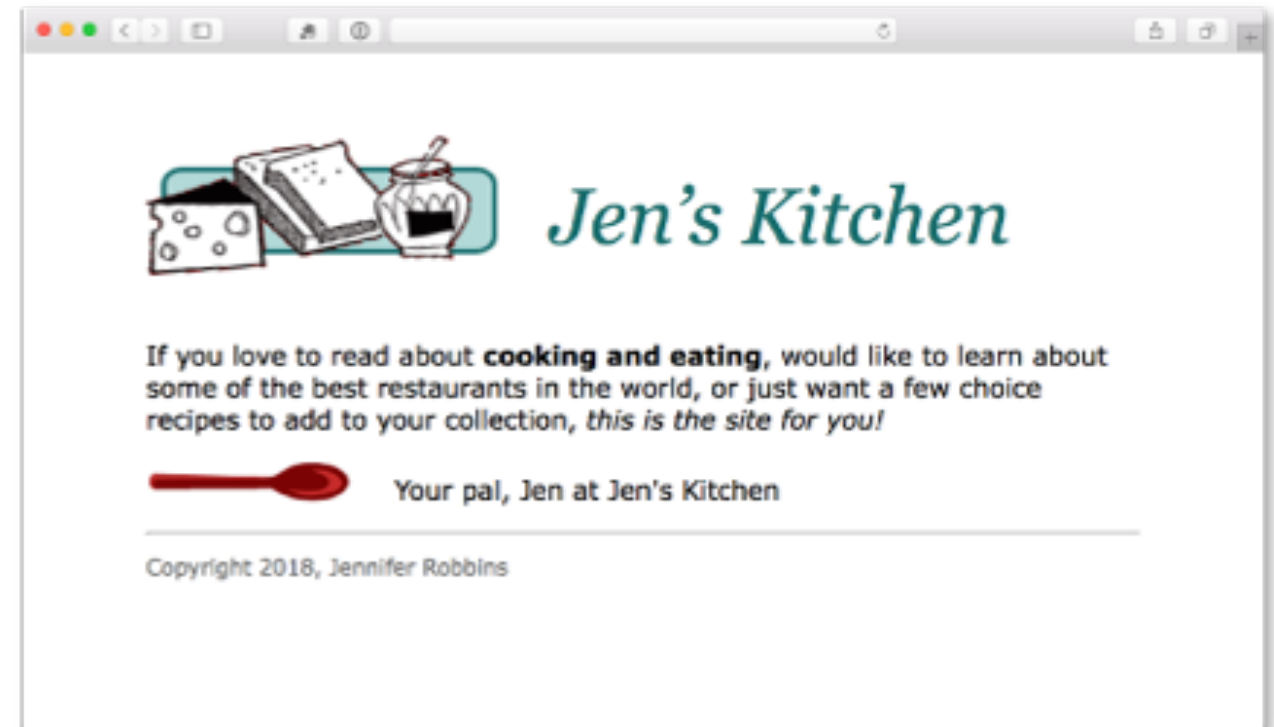 Jen’s Kitchen
If you love to read about cooking and eating, would like to learn about
some of the best restaurants in the world, or just want a few choice
recipes to add to your collection, this is the site for you!
Your pal, Jen at Jen's Kitchen
Copyright 2018, Jennifer Robbins